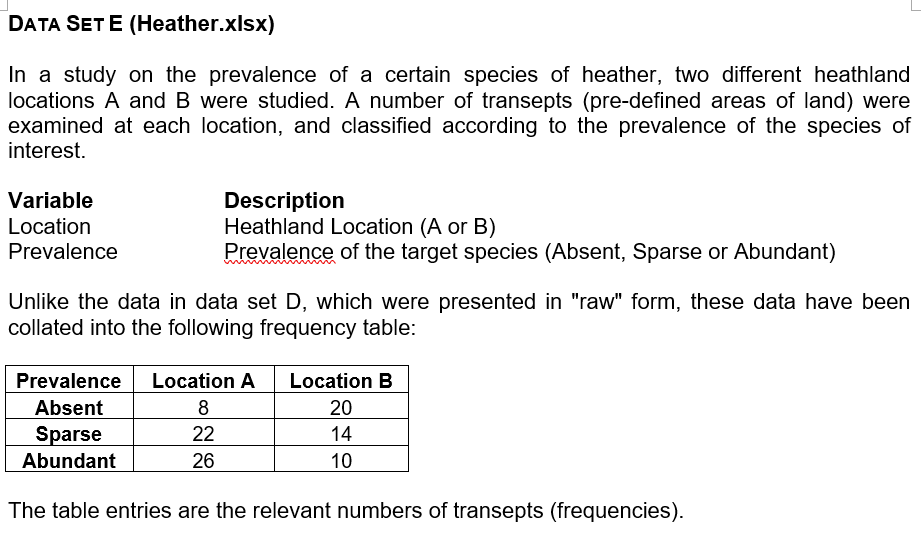 DATA SET E (Heather.xlsx)
In a study on the prevalence of a certain species of heather, two different heathland
locations A and B were studied. A number of transepts (pre-defined areas of land) were
examined at each location, and classified according to the prevalence of the species of
interest.
Variable Description
Location Heathland Location (A or B)
Prevalence Prevalence of the target species (Absent, Sparse or Abundant)
Unlike the data in data set D, which were presented in "raw" form, these data have been
collated into the following frequency table:
Prevalence Location A Location B
Absent 8 20
Sparse 22 14
Abundant 26 10
The table entries are the relevant numbers of transepts (frequencies).